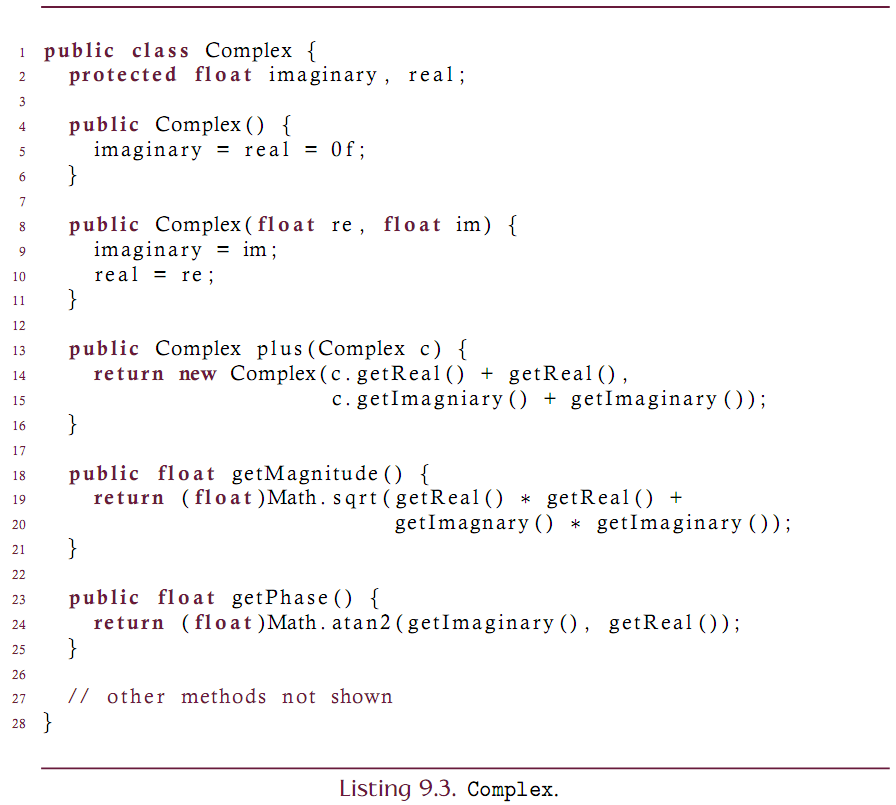 1 public class Complex {
2 protected float imaginary, real;
3
4 public Complex() {
5 imaginary = real = 0f;
6 }
7
8 public Complex(float re, float im) {
9 imaginary = im;
10 real = re;
11 }
12
13 public Complex plus(Complex c) {
14 return new Complex(c.getReal() + getReal(),
15 c.getImagniary() + getImaginary());
16 }
17
18 public float getMagnitude() {
19 return (float)Math.sqrt(getReal() * getReal() +
20 getImagnary() * getImaginary());
21 }
22
23 public float getPhase() {
24 return (float)Math.atan2(getImaginary(), getReal());
25 }
26
27 // other methods not shown
28 }
Listing 9.3. Complex.